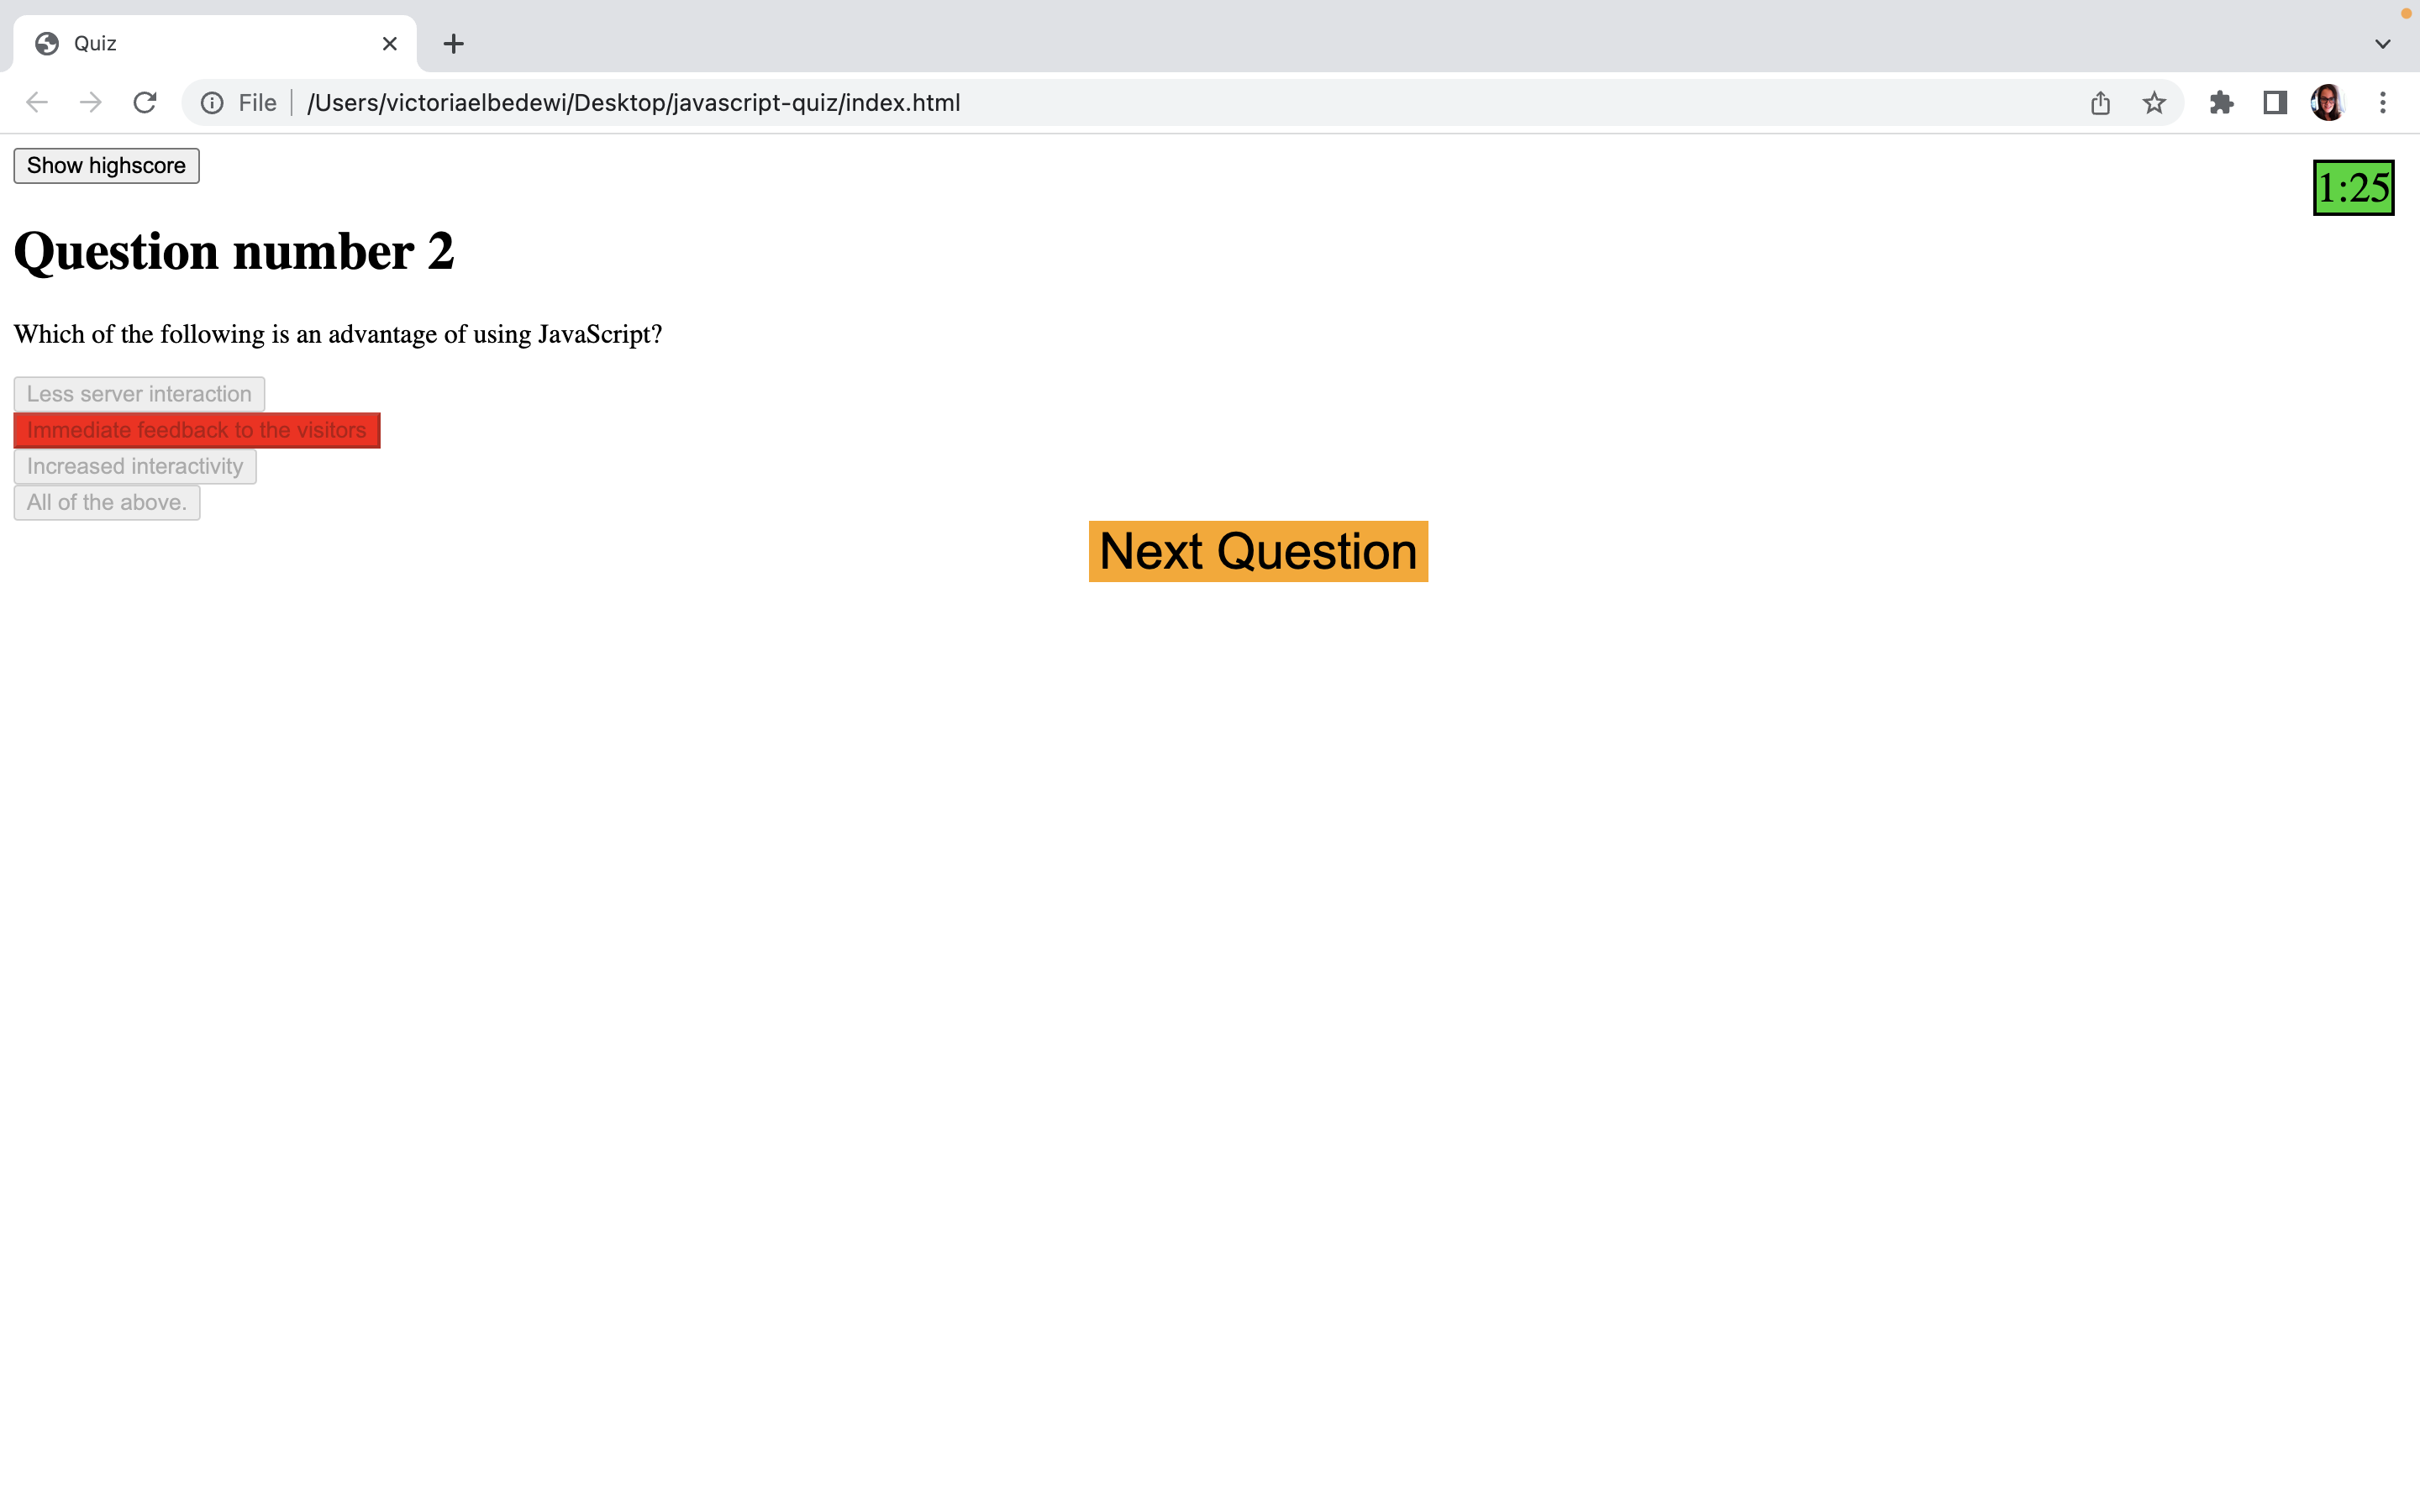 Quiz
File
/Users/victoriaelbedewi/Desktop/javascript-quiz/index.html
Show highscore
1:25
Question number 2
Which of the following is an advantage of using JavaScript?
Less server interaction
Immediate feedback to the visitors
Increased interactivity
All of the above.
Next Question